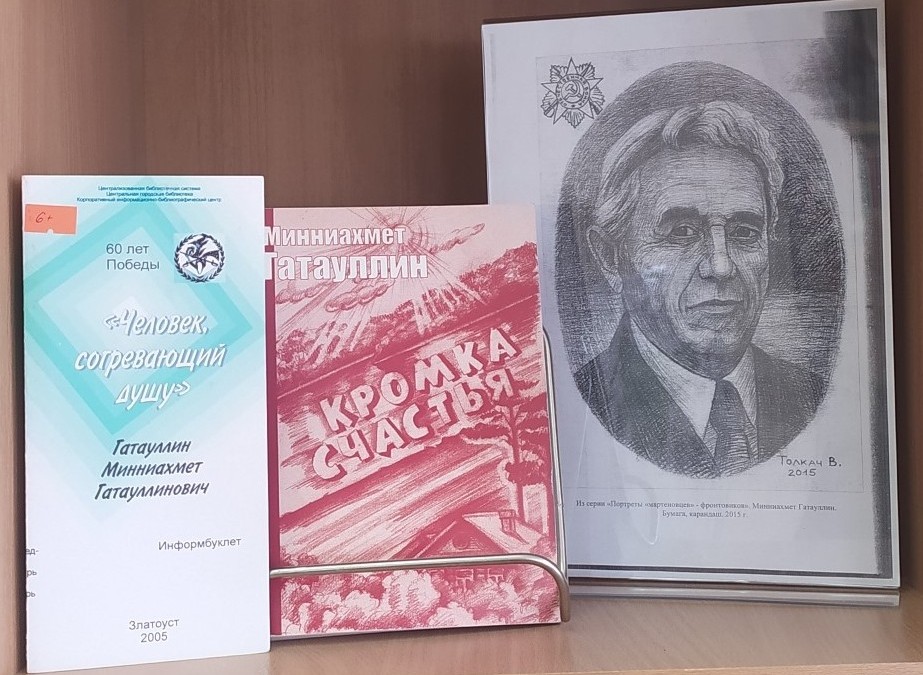 Централизованная библиотечная система
Центральная городская библиотека
Корпоративный информационно-библиографический центр
6+
60 лет
Победы
«Человек,
согревающий
душу»
Гатауллин
Минниахмет
Гатауллинович
Информбуклет
Златоуст
2005
Минниахмет
Гатауллин
КРОМКА
СЧАСТЬЯ
Толкач В.
2015
Из серии «Портреты «мартеновцев» - фронтовиков». Минниахмет Гатауллин.
Бумага, карандаш, 2015 г.